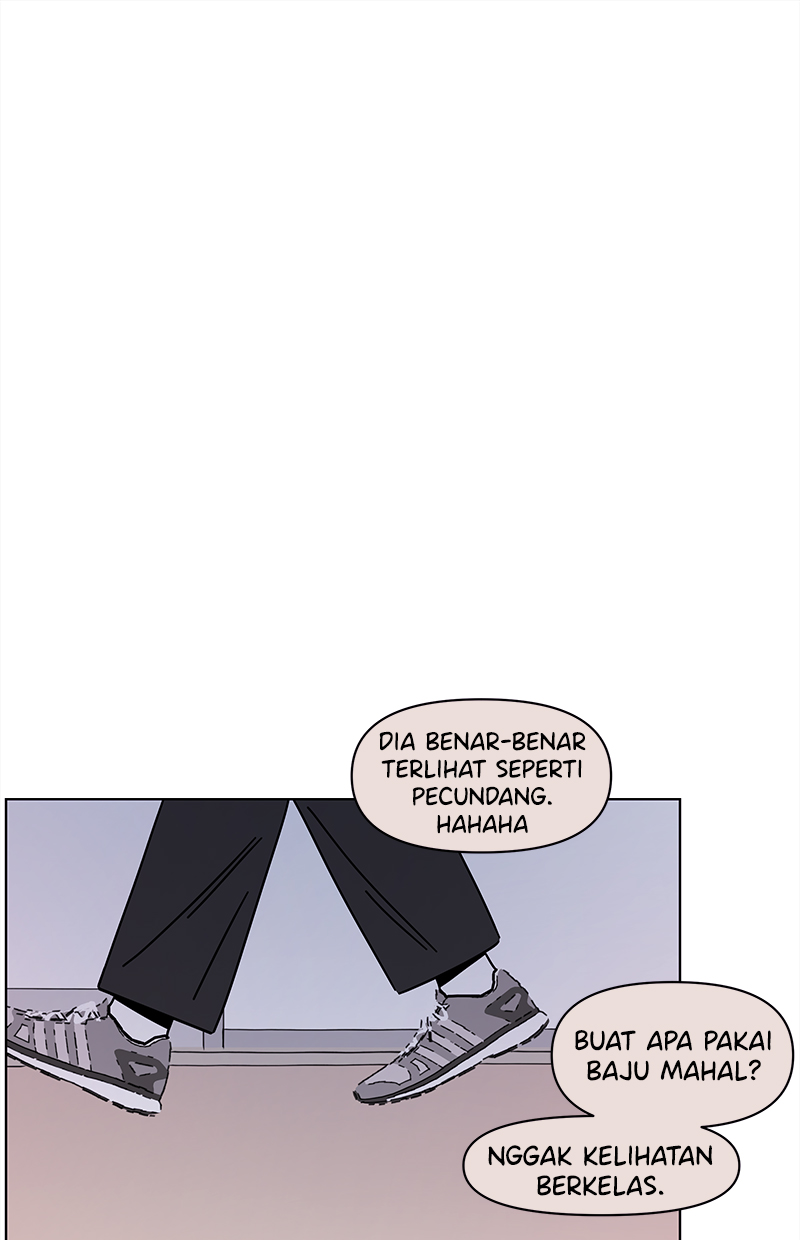 DIA BENAR-BENAR
TERLIHAT SEPERTI
PECUNDANG.
HAHAHA
BUAT APA PAKAI
BAJU MAHAL?
NGGAK KELIHATAN
BERKELAS.